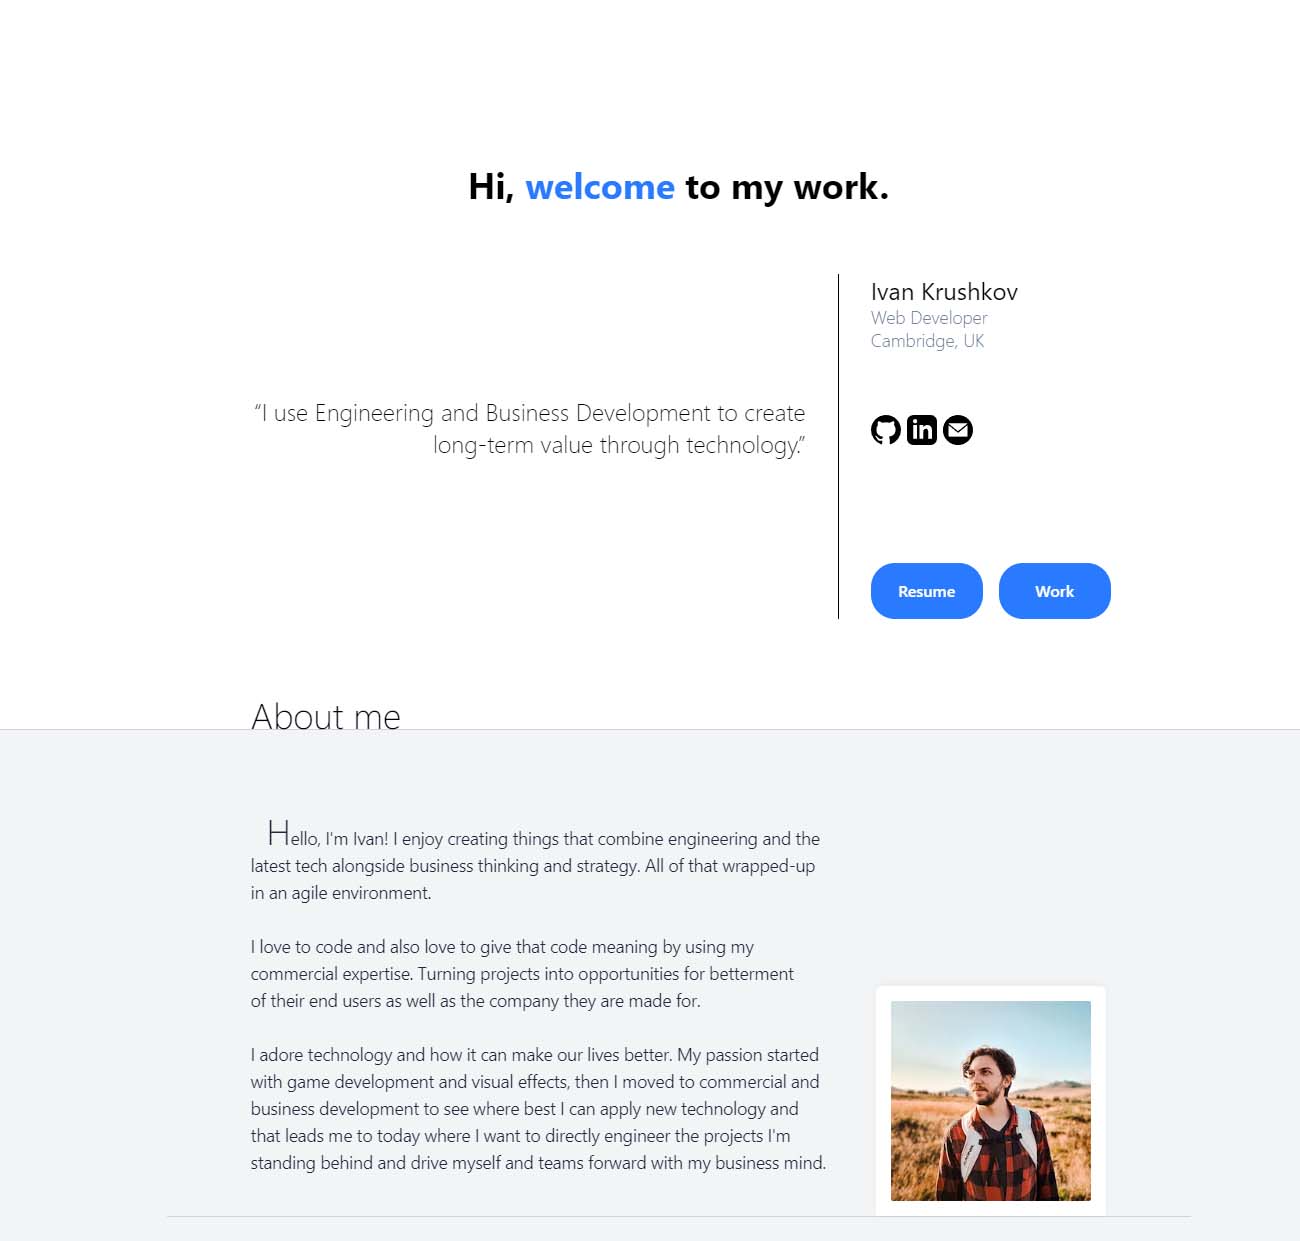 Hi, welcome to my work.
“I use Engineering and Business Development to create
long-term value through technology.”
Ivan Krushkov
Web Developer
Cambridge, UK
in
Resume
Work
About me
Hello, I'm Ivan! I enjoy creating things that combine engineering and the
latest tech alongside business thinking and strategy. All of that wrapped-up
in an agile environment.
I love to code and also love to give that code meaning by using my
commercial expertise. Turning projects into opportunities for betterment
of their end users as well as the company they are made for.
I adore technology and how it can make our lives better. My passion started
with game development and visual effects, then I moved to commercial and
business development to see where best I can apply new technology and
that leads me to today where I want to directly engineer the projects I'm
standing behind and drive myself and teams forward with my business mind.